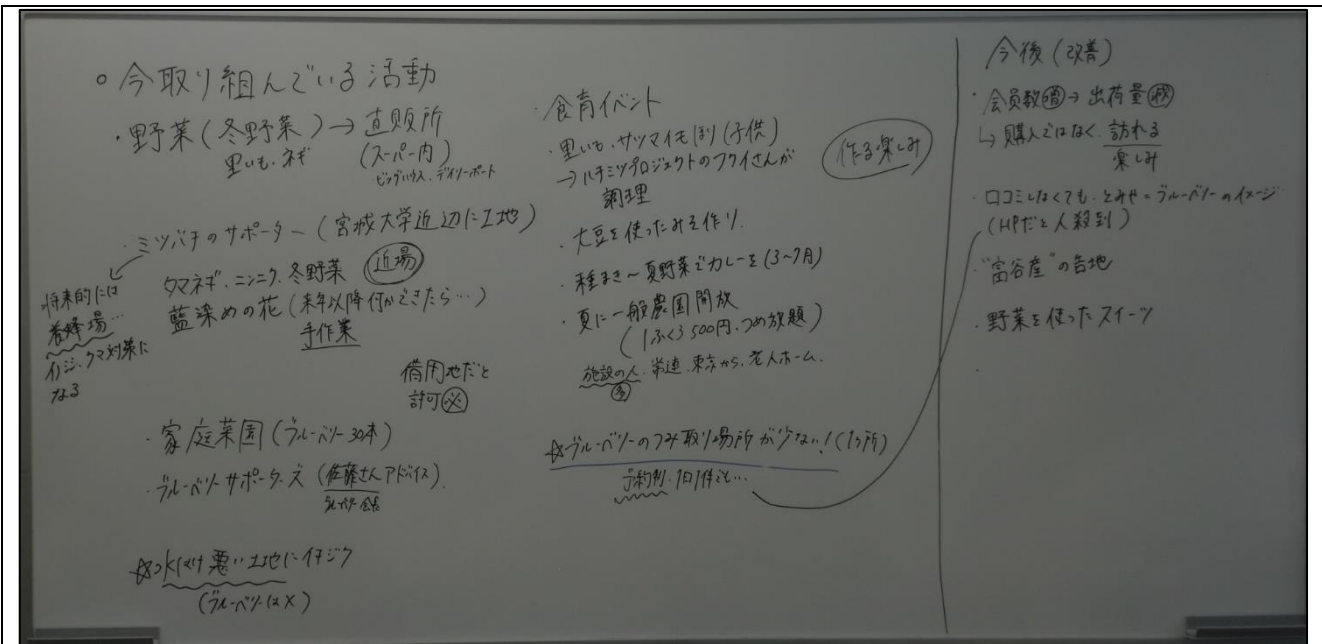 ○今取り組んでいる活動
・野菜(冬野菜)→直販所
里いも、ネギ
(スーパー内)
ビッグハウス、デイリーポート
・ミツバチのサポーター(宮城大学近辺に土地)
タマネギ、ニンニク、冬野菜 近場
藍染めの花(来年以降何かできたら…)
手作業
将来的には
養蜂場…
イノシシ、クマ対策に
なる
借用地だと
許可必
・家庭菜園(ブルーベリー30本)
・ブルーベリーサポーターズ(佐藤さんアドバイス)
☆水はけ悪い土地にイチジク
(ブルーベリーは×)
・食育イベント
・里いも、サツマイモほり(子供)
→ハチミツプロジェクトのフクイさんが
調理
作る楽しみ
・大豆を使ったみそ作り
・種まき〜夏野菜でカレーを(3〜7月)
・夏に一般農園開放
(1ふくろ500円、つめ放題)
施設の人、常連、東京から、老人ホーム
多
☆ブルーベリーのつみ取り場所が少ない!(1ヶ所)
予約制、1日1件でも…
今後(改善)
・会員数増→出荷量減
↳購入ではなく、訪れる
楽しみ
・口コミしなくても、とみや=ブルーベリーのイメージ
(HPだと人殺到)
・"富谷産"の告地
・野菜を使ったスイーツ
・